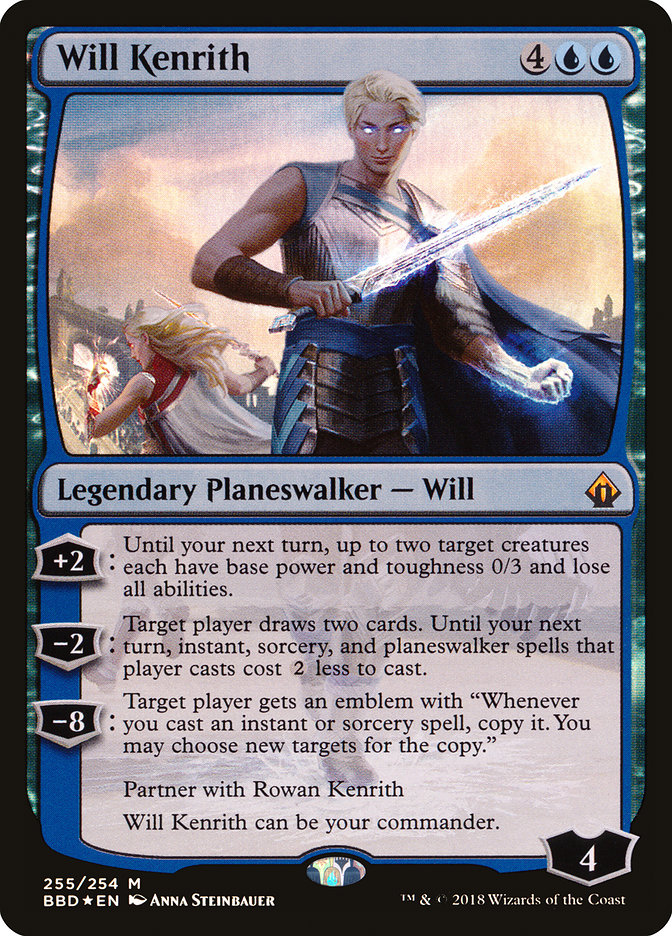 Will Kenrith 4
Legendary Planeswalker — Will
+2: Until your next turn, up to two target creatures
each have base power and toughness 0/3 and lose
all abilities.
−2: Target player draws two cards. Until your next
turn, instant, sorcery, and planeswalker spells that
player casts cost 2 less to cast.
−8: Target player gets an emblem with “Whenever
you cast an instant or sorcery spell, copy it. You
may choose new targets for the copy.”
Partner with Rowan Kenrith
Will Kenrith can be your commander.
4
255/254 M
BBD★EN Anna Steinbauer
™ & © 2018 Wizards of the Coast